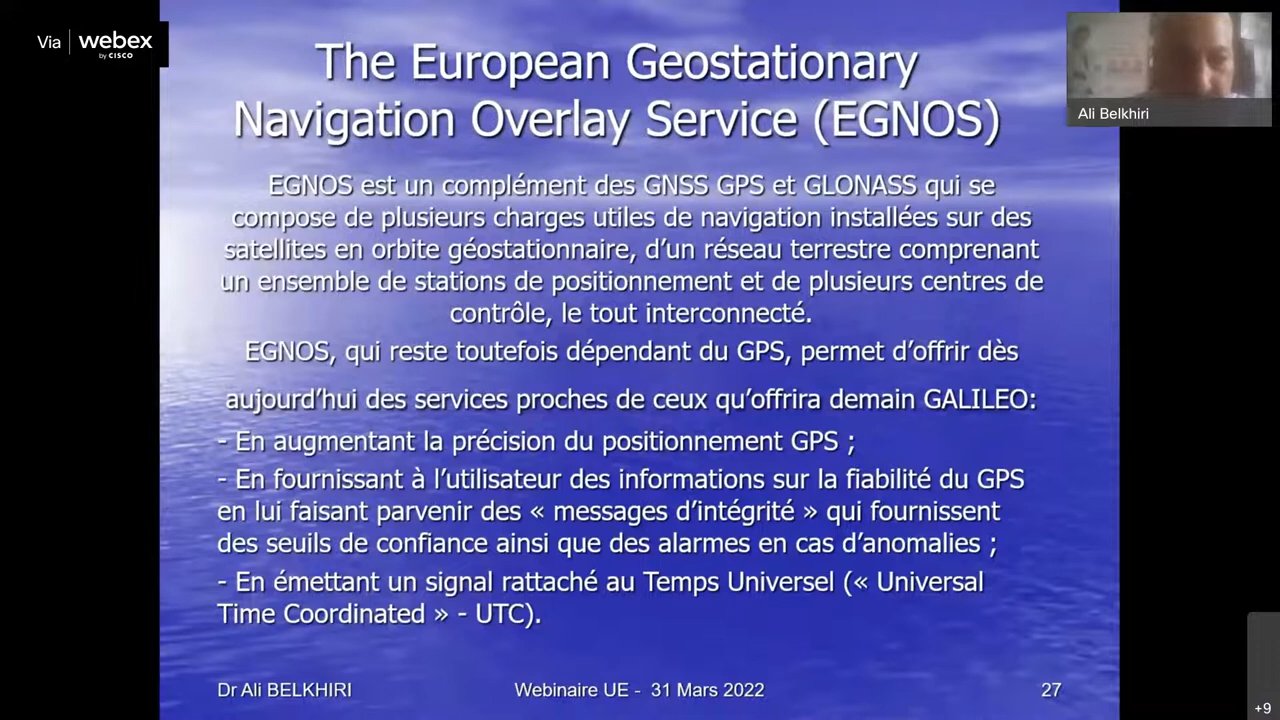 Via webex
by CISCO
The European Geostationary
Navigation Overlay Service (EGNOS)
Ali Belkhiri
EGNOS est un complément des GNSS GPS et GLONASS qui se
compose de plusieurs charges utiles de navigation installées sur des
satellites en orbite géostationnaire, d’un réseau terrestre comprenant
un ensemble de stations de positionnement et de plusieurs centres de
contrôle, le tout interconnecté.
EGNOS, qui reste toutefois dépendant du GPS, permet d’offrir dès
aujourd’hui des services proches de ceux qu’offrira demain GALILEO:
- En augmentant la précision du positionnement GPS ;
- En fournissant à l’utilisateur des informations sur la fiabilité du GPS
en lui faisant parvenir des « messages d’intégrité » qui fournissent
des seuils de confiance ainsi que des alarmes en cas d’anomalies ;
- En émettant un signal rattaché au Temps Universel (« Universal
Time Coordinated » - UTC).
Dr Ali BELKHIRI Webinaire UE - 31 Mars 2022 27
+9